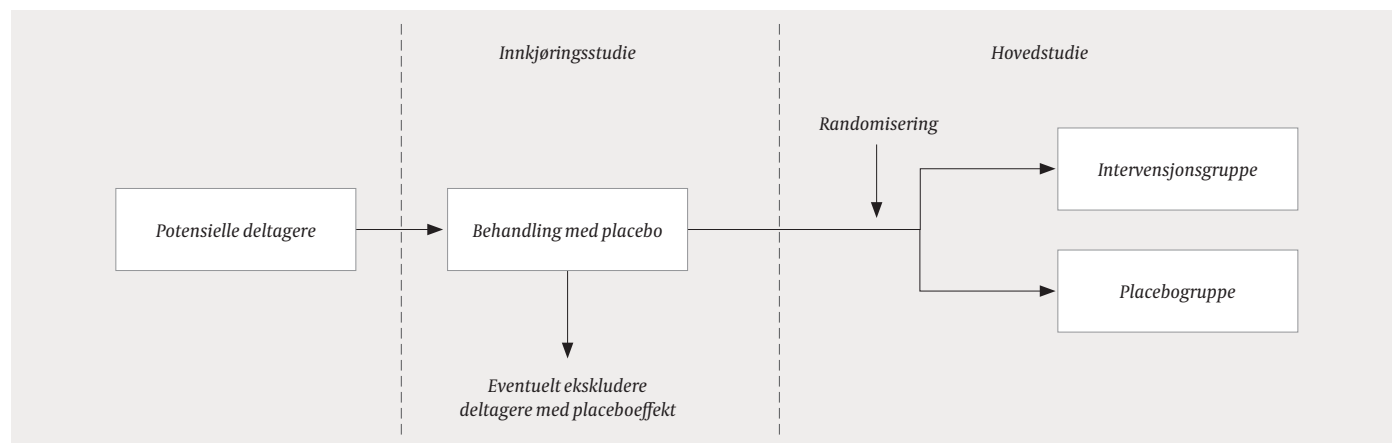 Innkjøringsstudie
Hovedstudie
Randomisering
Intervensjonsgruppe
Potensielle deltagere
Behandling med placebo
Placebogruppe
Eventuelt ekskludere
deltagere med placeboeffekt